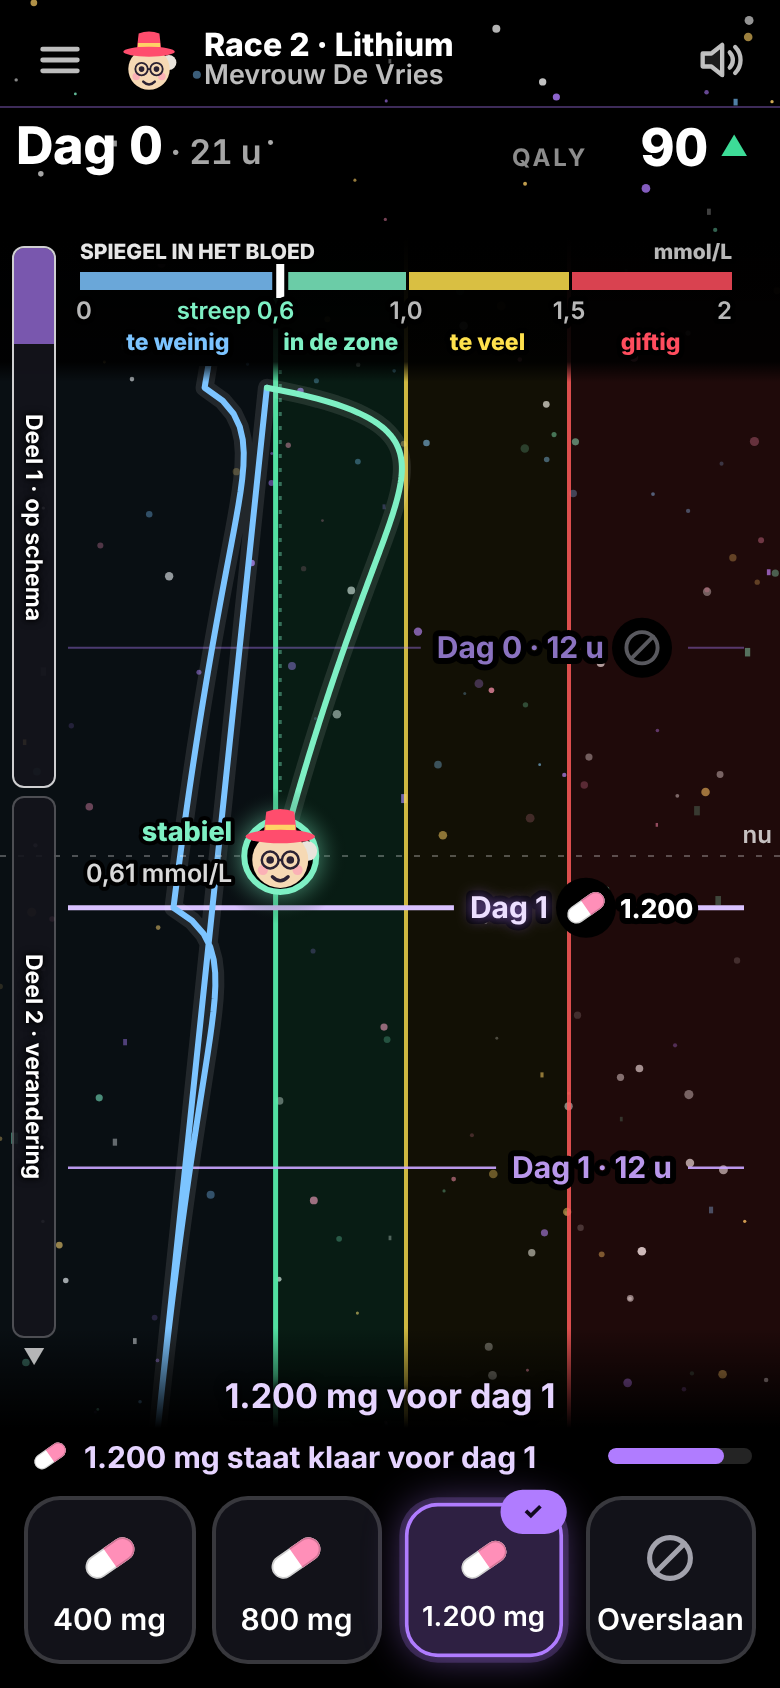 Race 2 · Lithium
Mevrouw De Vries
Dag 0 · 21 u
QALY 90
SPIEGEL IN HET BLOED mmol/L
0 streep 0,6 1,0 1,5 2
te weinig in de zone te veel giftig
Deel 1 · op schema
Dag 0 · 12 u
stabiel
nu
0,61 mmol/L
Dag 1 1.200
Deel 2 · verandering
Dag 1 · 12 u
1.200 mg voor dag 1
1.200 mg staat klaar voor dag 1
400 mg 800 mg 1.200 mg Overslaan